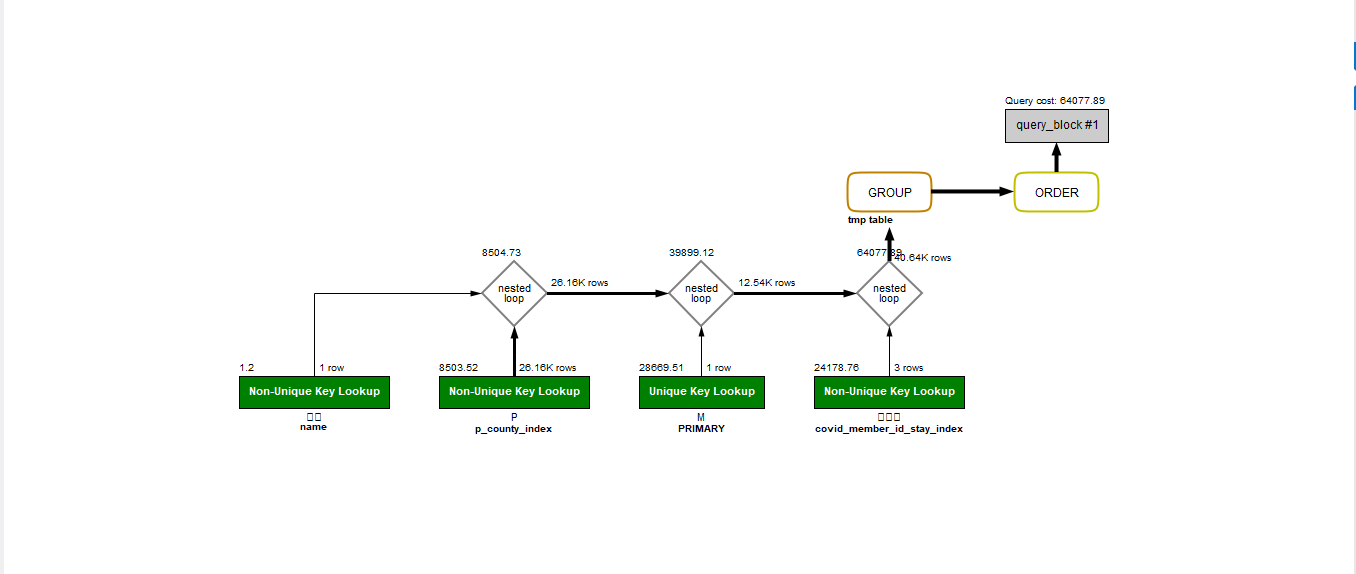 Query cost: 64077.89
query_block #1
GROUP
ORDER
tmp table
8504.73
39899.12
64077.89
40.64K rows
nested
loop
26.16K rows
nested
loop
12.54K rows
nested
loop
1.2
1 row
8503.52
26.16K rows
28669.51
1 row
24178.76
3 rows
Non-Unique Key Lookup
Non-Unique Key Lookup
Unique Key Lookup
Non-Unique Key Lookup
P
M
name
p_county_index
PRIMARY
covid_member_id_stay_index